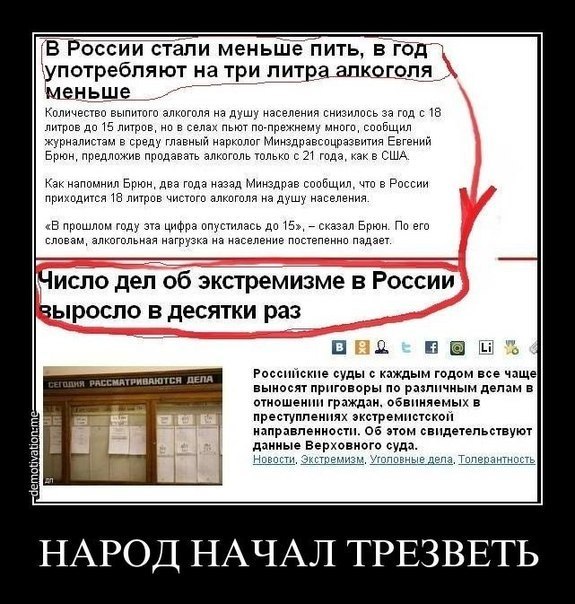 В России стали меньше пить, в год
употребляют на три литра алкоголя
меньше
Количество выпитого алкоголя на душу населения снизилось за год с 18
литров до 15 литров, но в селах пьют по-прежнему много, сообщил
журналистам в среду главный нарколог Минздравсоцразвития Евгений
Брюн, предложив продавать алкоголь только с 21 года, как в США.
Как напомнил Брюн, два года назад Минздрав сообщил, что в России
приходится 18 литров чистого алкоголя на душу населения.
«В прошлом году эта цифра опустилась до 15», – сказал Брюн. По его
словам, алкогольная нагрузка на население постепенно падает.
Число дел об экстремизме в России
выросло в десятки раз
Li
СЕГОДНЯ РАССМАТРИВАЮТСЯ ДЕЛА
ДП
Российские суды с каждым годом все чаще
выносят приговоры по различным делам в
отношении граждан, обвиняемых в
преступлениях экстремистской
направленности. Об этом свидетельствуют
данные Верховного суда.
Новости, Экстремизм, Уголовные дела, Толерантность
demotivation.me
НАРОД НАЧАЛ ТРЕЗВЕТЬ